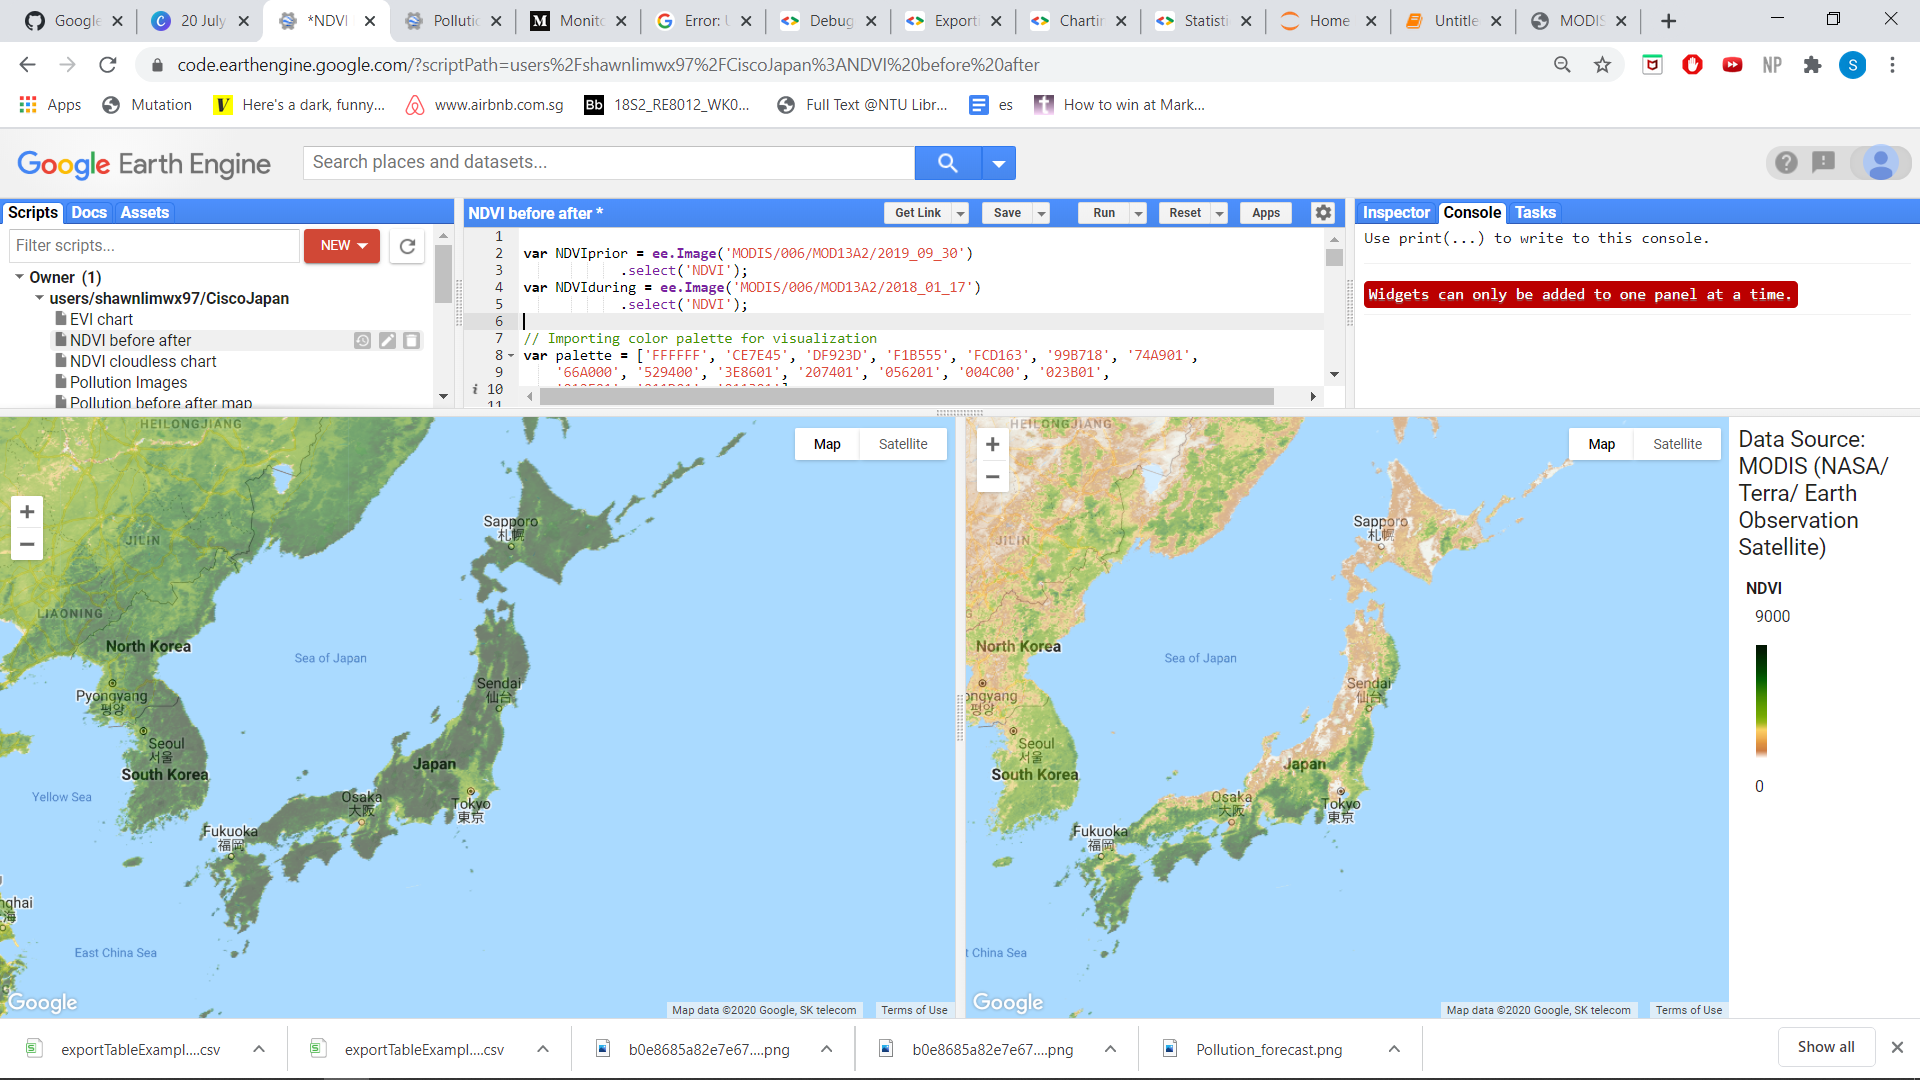 Google
20 July
*NDVI
Pollutio
Monito
Error: U
Debug
Exporti
Chartin
Statisti
Home
Untitle
MODIS
code.earthengine.google.com/?scriptPath=users%2Fshawnlimwx97%2FCiscoJapan%3ANDVI%20before%20after
NP
S
Apps
Mutation
Here's a dark, funny...
www.airbnb.com.sg
Bb 18S2_RE8012_WK0...
Full Text @NTU Libr...
es
How to win at Mark...
Google Earth Engine
Search places and datasets...
Scripts Docs Assets
Filter scripts...
NEW
Owner (1)
users/shawnlimwx97/CiscoJapan
EVI chart
NDVI before after
NDVI cloudless chart
Pollution Images
Pollution before after map
NDVI before after *
Get Link
Save
Run
Reset
Apps
1
2 var NDVIprior = ee.Image('MODIS/006/MOD13A2/2019_09_30')
3 .select('NDVI');
4 var NDVIduring = ee.Image('MODIS/006/MOD13A2/2018_01_17')
5 .select('NDVI');
6
7 // Importing color palette for visualization
8 var palette = ['FFFFFF', 'CE7E45', 'DF923D', 'F1B555', 'FCD163', '99B718', '74A901',
9 '66A000', '529400', '3E8601', '207401', '056201', '004C00', '023B01',
i 10
11
Inspector Console Tasks
Use print(...) to write to this console.
Widgets can only be added to one panel at a time.
HEILONGJIANG
Map Satellite
Sapporo
札幌
JILIN
LIAONING
North Korea
Sea of Japan
Sendai
仙台
Pyongyang
평양
Seoul
서울
South Korea
Japan
Yellow Sea
Osaka
大阪
Tokyo
東京
Fukuoka
福岡
nghai
海
East China Sea
Google
Map data ©2020 Google, SK telecom
Terms of Use
HEILONGJIANG
Map Satellite
Sapporo
札幌
JILIN
North Korea
Sea of Japan
Sendai
仙台
ongyang
평양
Seoul
서울
South Korea
Japan
Osaka
大阪
Tokyo
東京
Fukuoka
福岡
t China Sea
Google
Map data ©2020 Google, SK telecom
Terms of Use
Data Source:
MODIS (NASA/
Terra/ Earth
Observation
Satellite)
NDVI
9000
0
exportTableExampl....csv
exportTableExampl....csv
b0e8685a82e7e67....png
b0e8685a82e7e67....png
Pollution_forecast.png
Show all